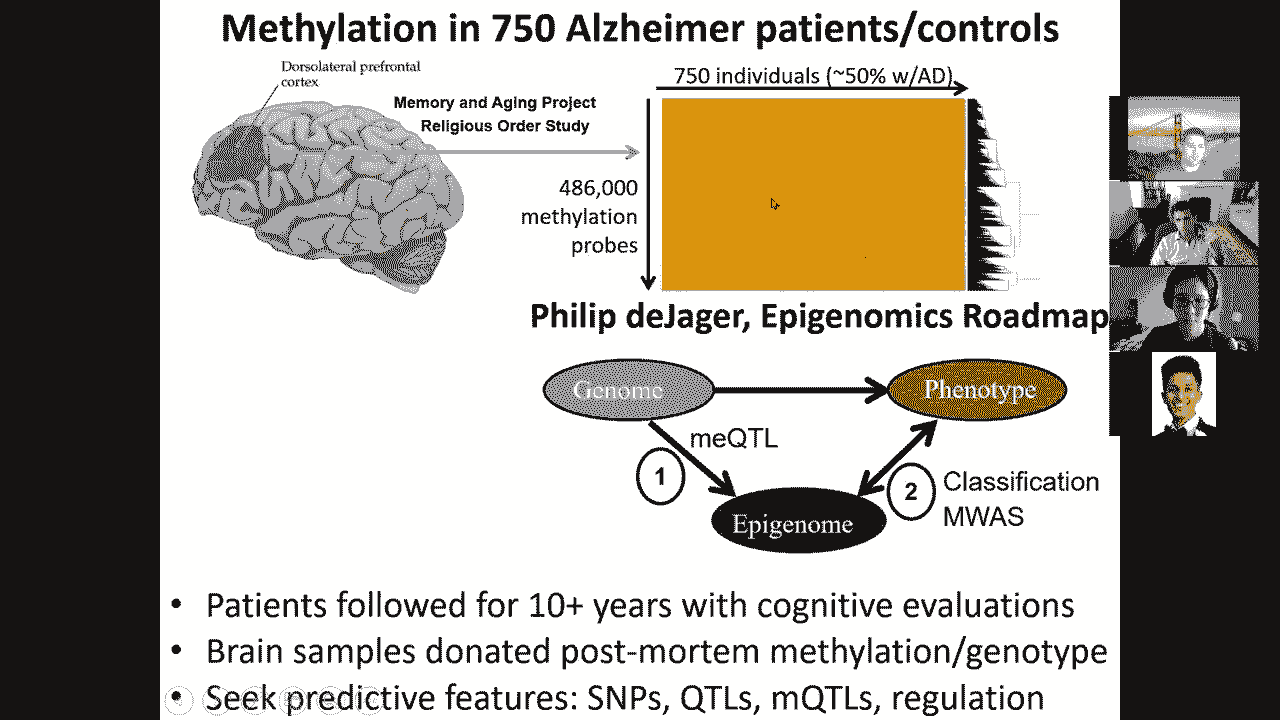 Methylation in 750 Alzheimer patients/controls
Dorsolateral prefrontal
cortex
Memory and Aging Project
Religious Order Study
750 individuals (~50% w/AD)
486,000
methylation
probes
Philip deJager, Epigenomics Roadmap
Genome
Phenotype
meQTL
1
2
Classification
MWAS
Epigenome
• Patients followed for 10+ years with cognitive evaluations
• Brain samples donated post-mortem methylation/genotype
• Seek predictive features: SNPs, QTLs, mQTLs, regulation